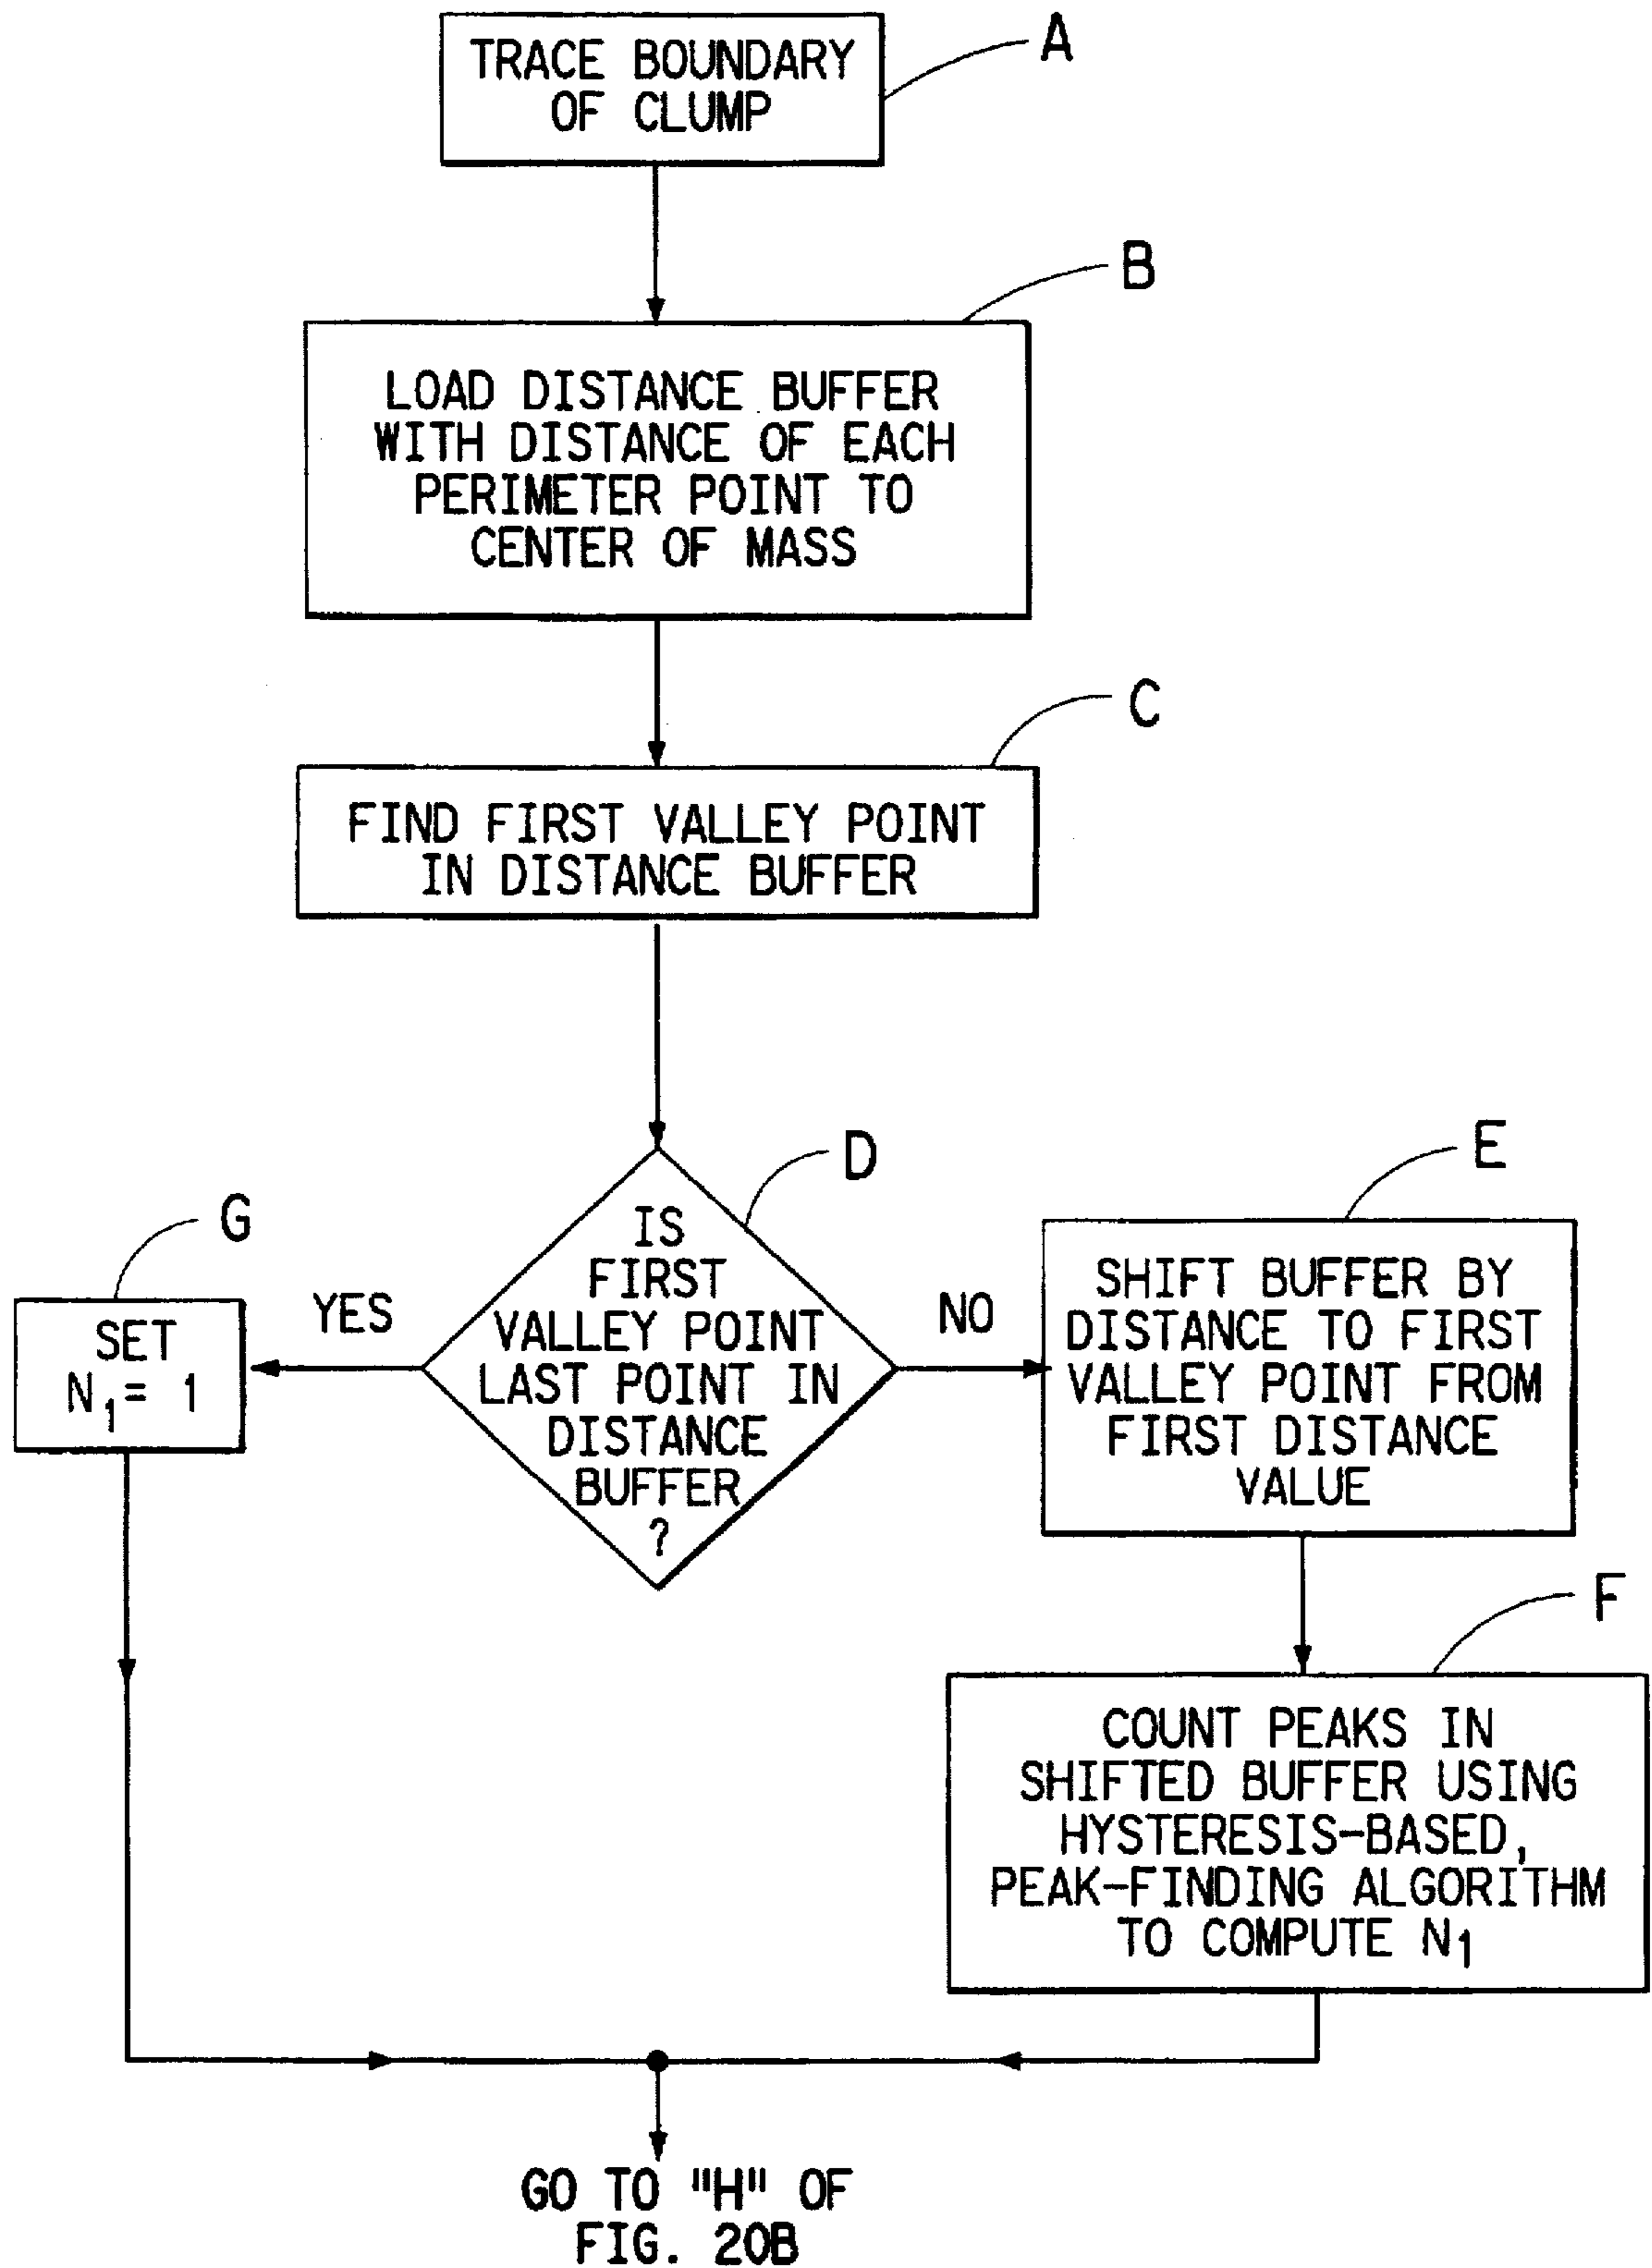 TRACE BOUNDARY
OF CLUMP
A
B
LOAD DISTANCE BUFFER
WITH DISTANCE OF EACH
PERIMETER POINT TO
CENTER OF MASS
C
FIND FIRST VALLEY POINT
IN DISTANCE BUFFER
D
IS
FIRST
VALLEY POINT
LAST POINT IN
DISTANCE
BUFFER
?
G
YES
SET
N₁= 1
NO
E
SHIFT BUFFER BY
DISTANCE TO FIRST
VALLEY POINT FROM
FIRST DISTANCE
VALUE
F
COUNT PEAKS IN
SHIFTED BUFFER USING
HYSTERESIS-BASED,
PEAK-FINDING ALGORITHM
TO COMPUTE N₁
GO TO "H" OF
FIG. 20B